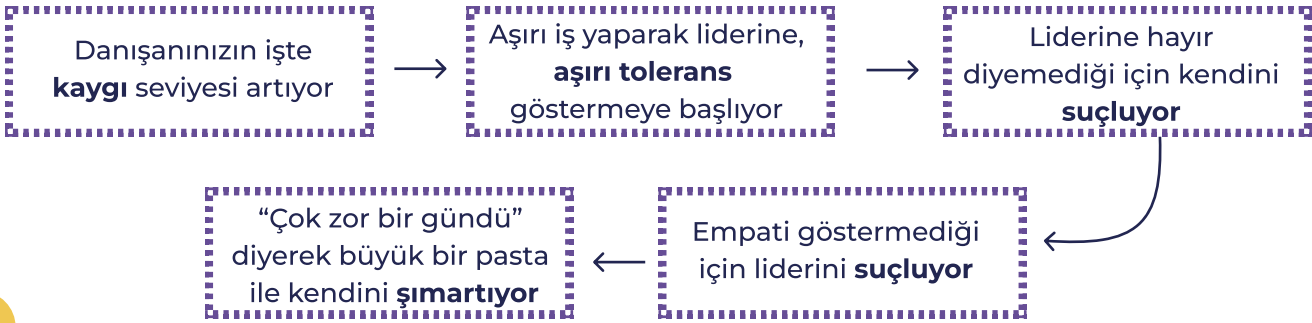 Danışanınızın işte
kaygı seviyesi artıyor
Aşırı iş yaparak liderine,
aşırı tolerans
göstermeye başlıyor
Liderine hayır
diyemediği için kendini
suçluyor
Empati göstermediği
için liderini suçluyor
“Çok zor bir gündü”
diyerek büyük bir pasta
ile kendini şımartıyor